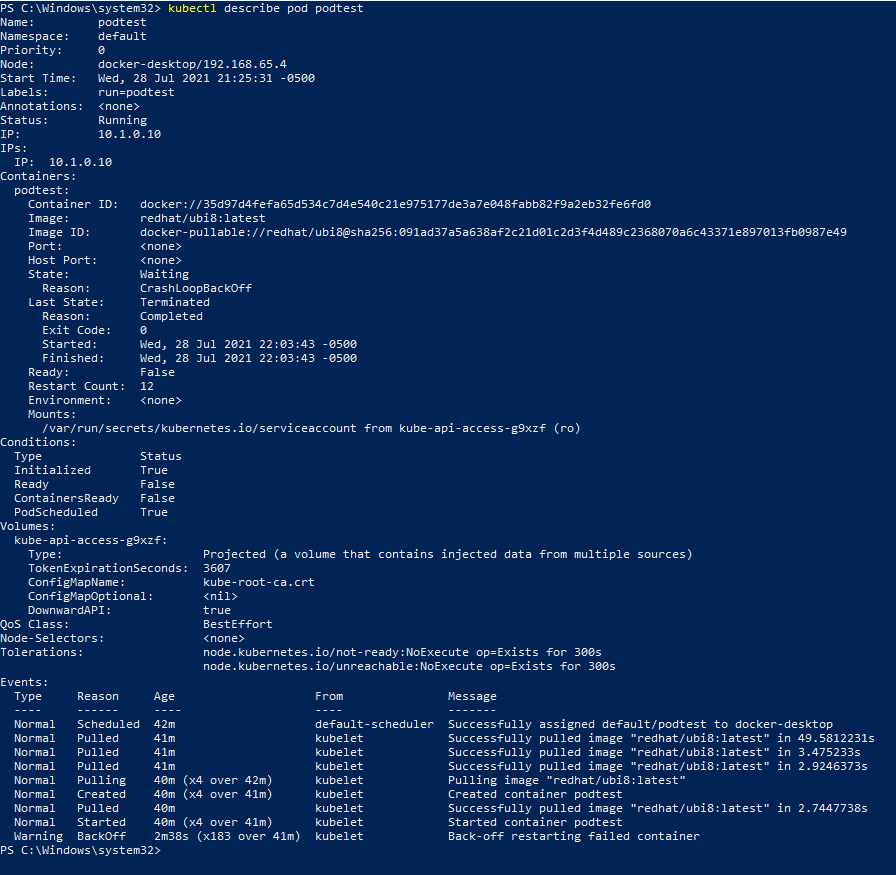 PS C:\Windows\system32> kubectl describe pod podtest
Name:         podtest
Namespace:    default
Priority:     0
Node:         docker-desktop/192.168.65.4
Start Time:   Wed, 28 Jul 2021 21:25:31 -0500
Labels:       run=podtest
Annotations:  <none>
Status:       Running
IP:           10.1.0.10
IPs:
  IP:  10.1.0.10
Containers:
  podtest:
    Container ID:   docker://35d97d4fefa65d534c7d4e540c21e975177de3a7e048fabb82f9a2eb32fe6fd0
    Image:          redhat/ubi8:latest
    Image ID:       docker-pullable://redhat/ubi8@sha256:091ad37a5a638af2c21d01c2d3f4d489c2368070a6c43371e897013fb0987e49
    Port:           <none>
    Host Port:      <none>
    State:          Waiting
      Reason:       CrashLoopBackOff
    Last State:     Terminated
      Reason:       Completed
      Exit Code:    0
      Started:      Wed, 28 Jul 2021 22:03:43 -0500
      Finished:     Wed, 28 Jul 2021 22:03:43 -0500
    Ready:          False
    Restart Count:  12
    Environment:    <none>
    Mounts:
      /var/run/secrets/kubernetes.io/serviceaccount from kube-api-access-g9xzf (ro)
Conditions:
  Type              Status
  Initialized       True
  Ready             False
  ContainersReady   False
  PodScheduled      True
Volumes:
  kube-api-access-g9xzf:
    Type:                    Projected (a volume that contains injected data from multiple sources)
    TokenExpirationSeconds:  3607
    ConfigMapName:           kube-root-ca.crt
    ConfigMapOptional:       <nil>
    DownwardAPI:             true
QoS Class:                   BestEffort
Node-Selectors:              <none>
Tolerations:                 node.kubernetes.io/not-ready:NoExecute op=Exists for 300s
                             node.kubernetes.io/unreachable:NoExecute op=Exists for 300s
Events:
  Type     Reason     Age                    From               Message
  ----     ------     ----                   ----               -------
  Normal   Scheduled  42m                    default-scheduler  Successfully assigned default/podtest to docker-desktop
  Normal   Pulled     41m                    kubelet            Successfully pulled image "redhat/ubi8:latest" in 49.5812231s
  Normal   Pulled     41m                    kubelet            Successfully pulled image "redhat/ubi8:latest" in 3.475233s
  Normal   Pulled     41m                    kubelet            Successfully pulled image "redhat/ubi8:latest" in 2.9246373s
  Normal   Pulling    40m (x4 over 42m)      kubelet            Pulling image "redhat/ubi8:latest"
  Normal   Created    40m (x4 over 41m)      kubelet            Created container podtest
  Normal   Pulled     40m                    kubelet            Successfully pulled image "redhat/ubi8:latest" in 2.7447738s
  Normal   Started    40m (x4 over 41m)      kubelet            Started container podtest
  Warning  BackOff    2m38s (x183 over 41m)  kubelet            Back-off restarting failed container
PS C:\Windows\system32>